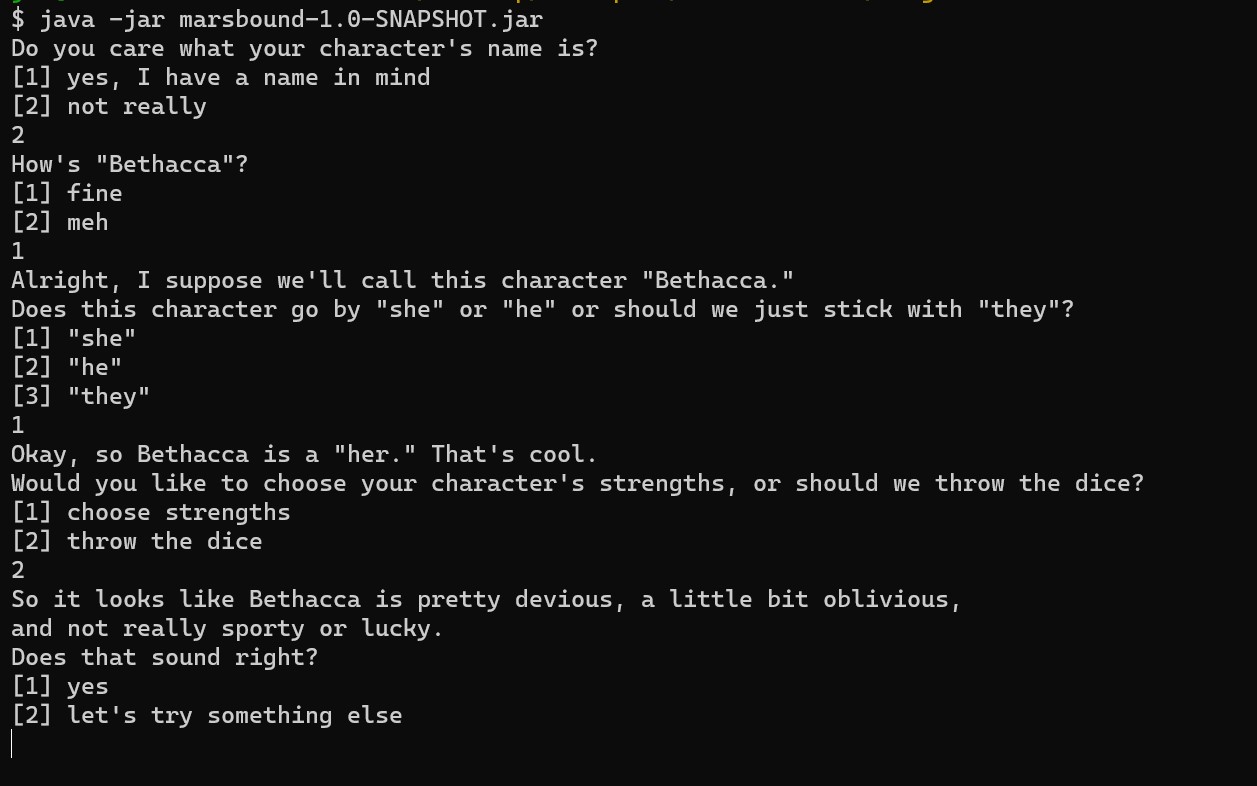 $ java -jar marsbound-1.0-SNAPSHOT.jar
Do you care what your character's name is?
[1] yes, I have a name in mind
[2] not really
2
How's "Bethacca"?
[1] fine
[2] meh
1
Alright, I suppose we'll call this character "Bethacca."
Does this character go by "she" or "he" or should we just stick with "they"?
[1] "she"
[2] "he"
[3] "they"
1
Okay, so Bethacca is a "her." That's cool.
Would you like to choose your character's strengths, or should we throw the dice?
[1] choose strengths
[2] throw the dice
2
So it looks like Bethacca is pretty devious, a little bit oblivious,
and not really sporty or lucky.
Does that sound right?
[1] yes
[2] let's try something else